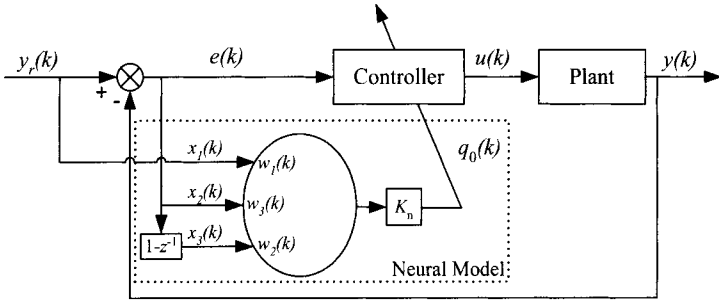 y_r(k)
e(k)
Controller
u(k)
Plant
y(k)
+
-
q_0(k)
x_1(k)
w_1(k)
x_2(k)
w_3(k)
K_n
1-z^{-1}
x_3(k)
w_2(k)
Neural Model